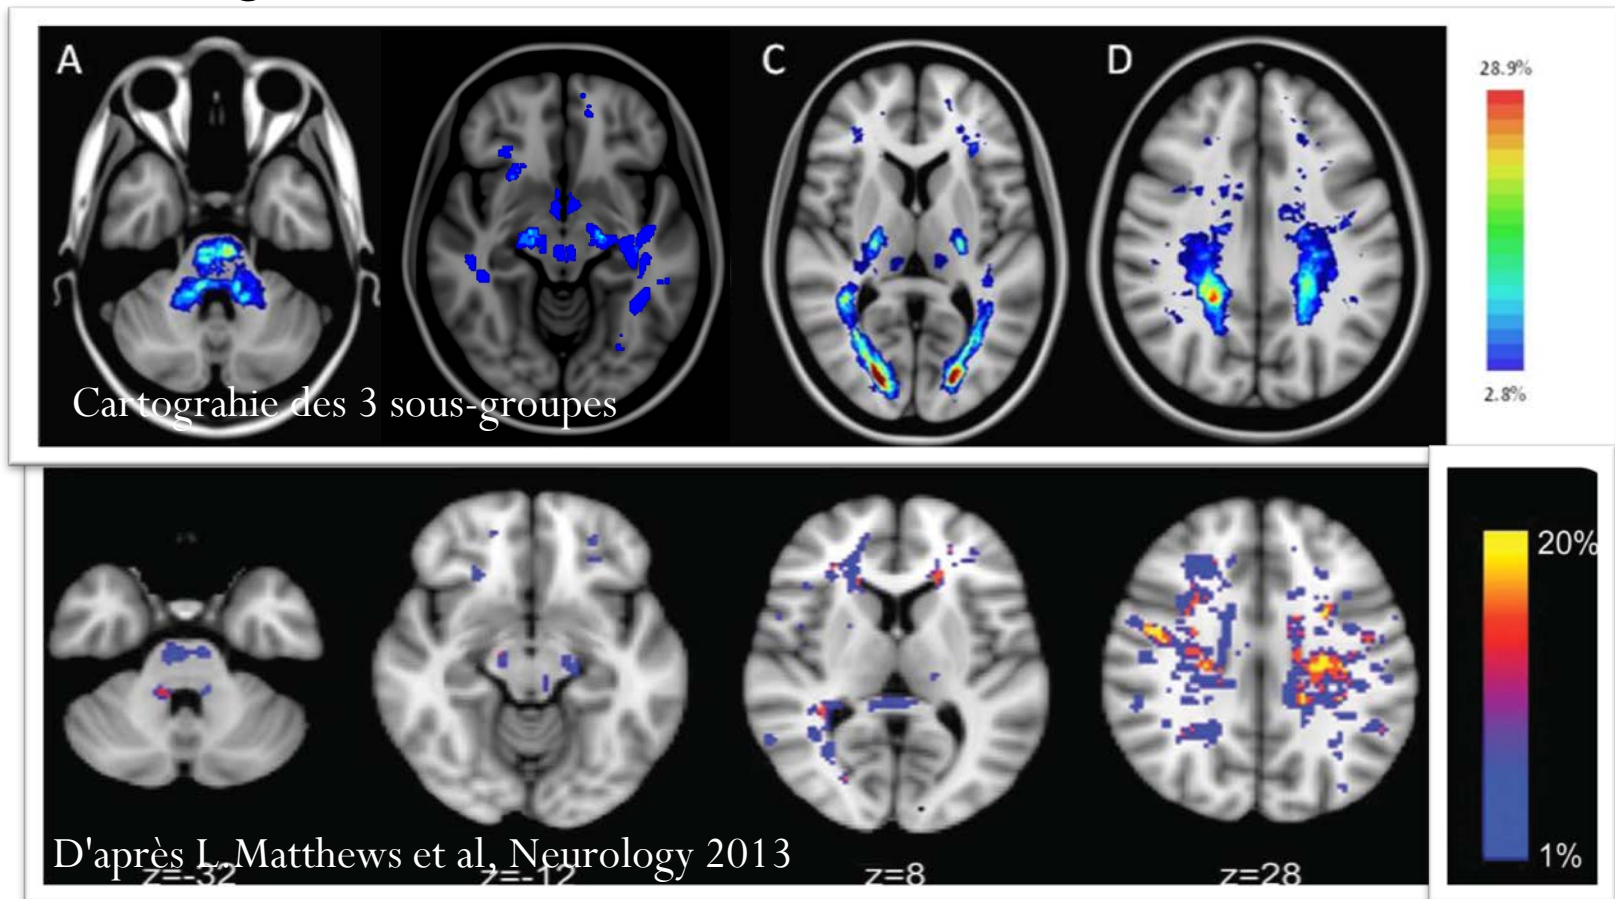 A
C
D
28.9%
2.8%
Cartograhie des 3 sous-groupes
20%
1%
D'après L.Matthews et al, Neurology 2013
z=-32
z=-12
z=8
z=28